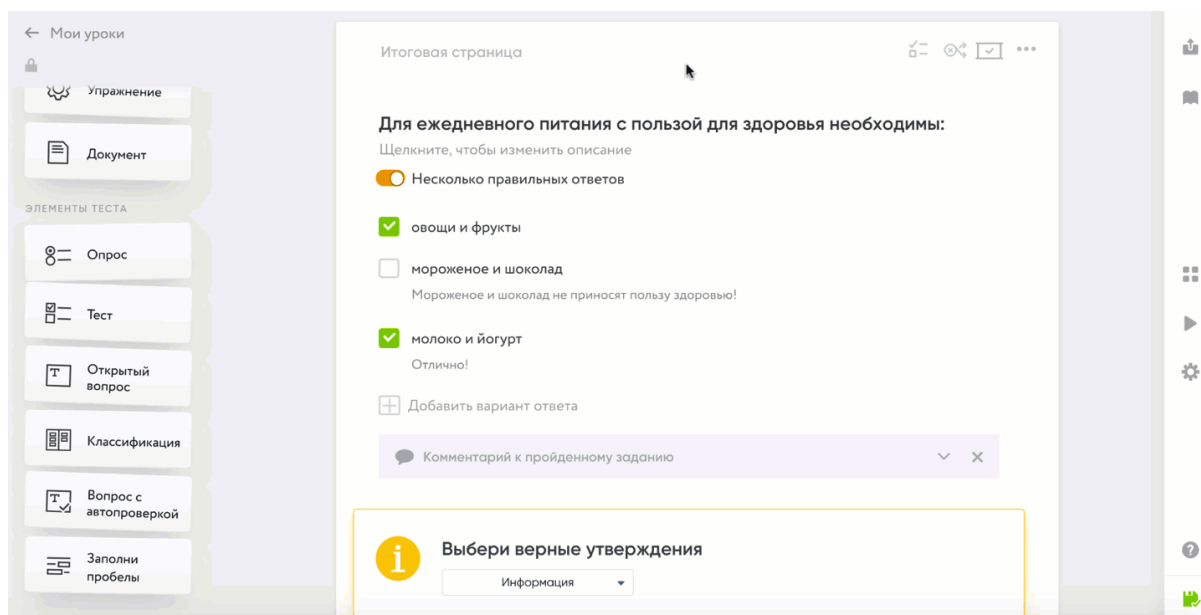 Мои уроки
Упражнение
Документ
ЭЛЕМЕНТЫ ТЕСТА
Опрос
Тест
Открытый
вопрос
Классификация
Вопрос с
автопроверкой
Заполни
пробелы
Итоговая страница
Для ежедневного питания с пользой для здоровья необходимы:
Щелкните, чтобы изменить описание
Несколько правильных ответов
овощи и фрукты
мороженое и шоколад
Мороженое и шоколад не приносят пользу здоровью!
молоко и йогурт
Отлично!
Добавить вариант ответа
Комментарий к пройденному заданию
Выбери верные утверждения
Информация